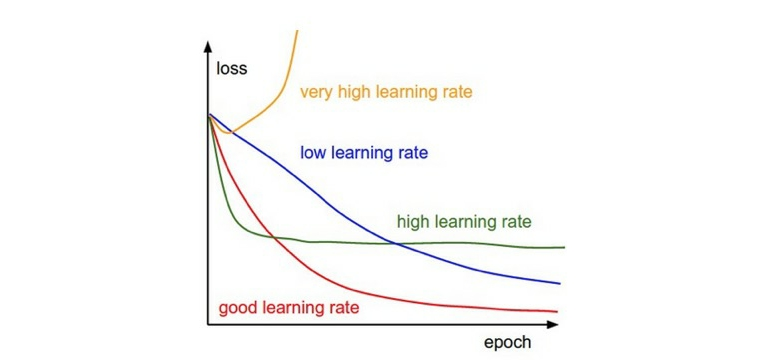 loss
very high learning rate
low learning rate
high learning rate
good learning rate
epoch